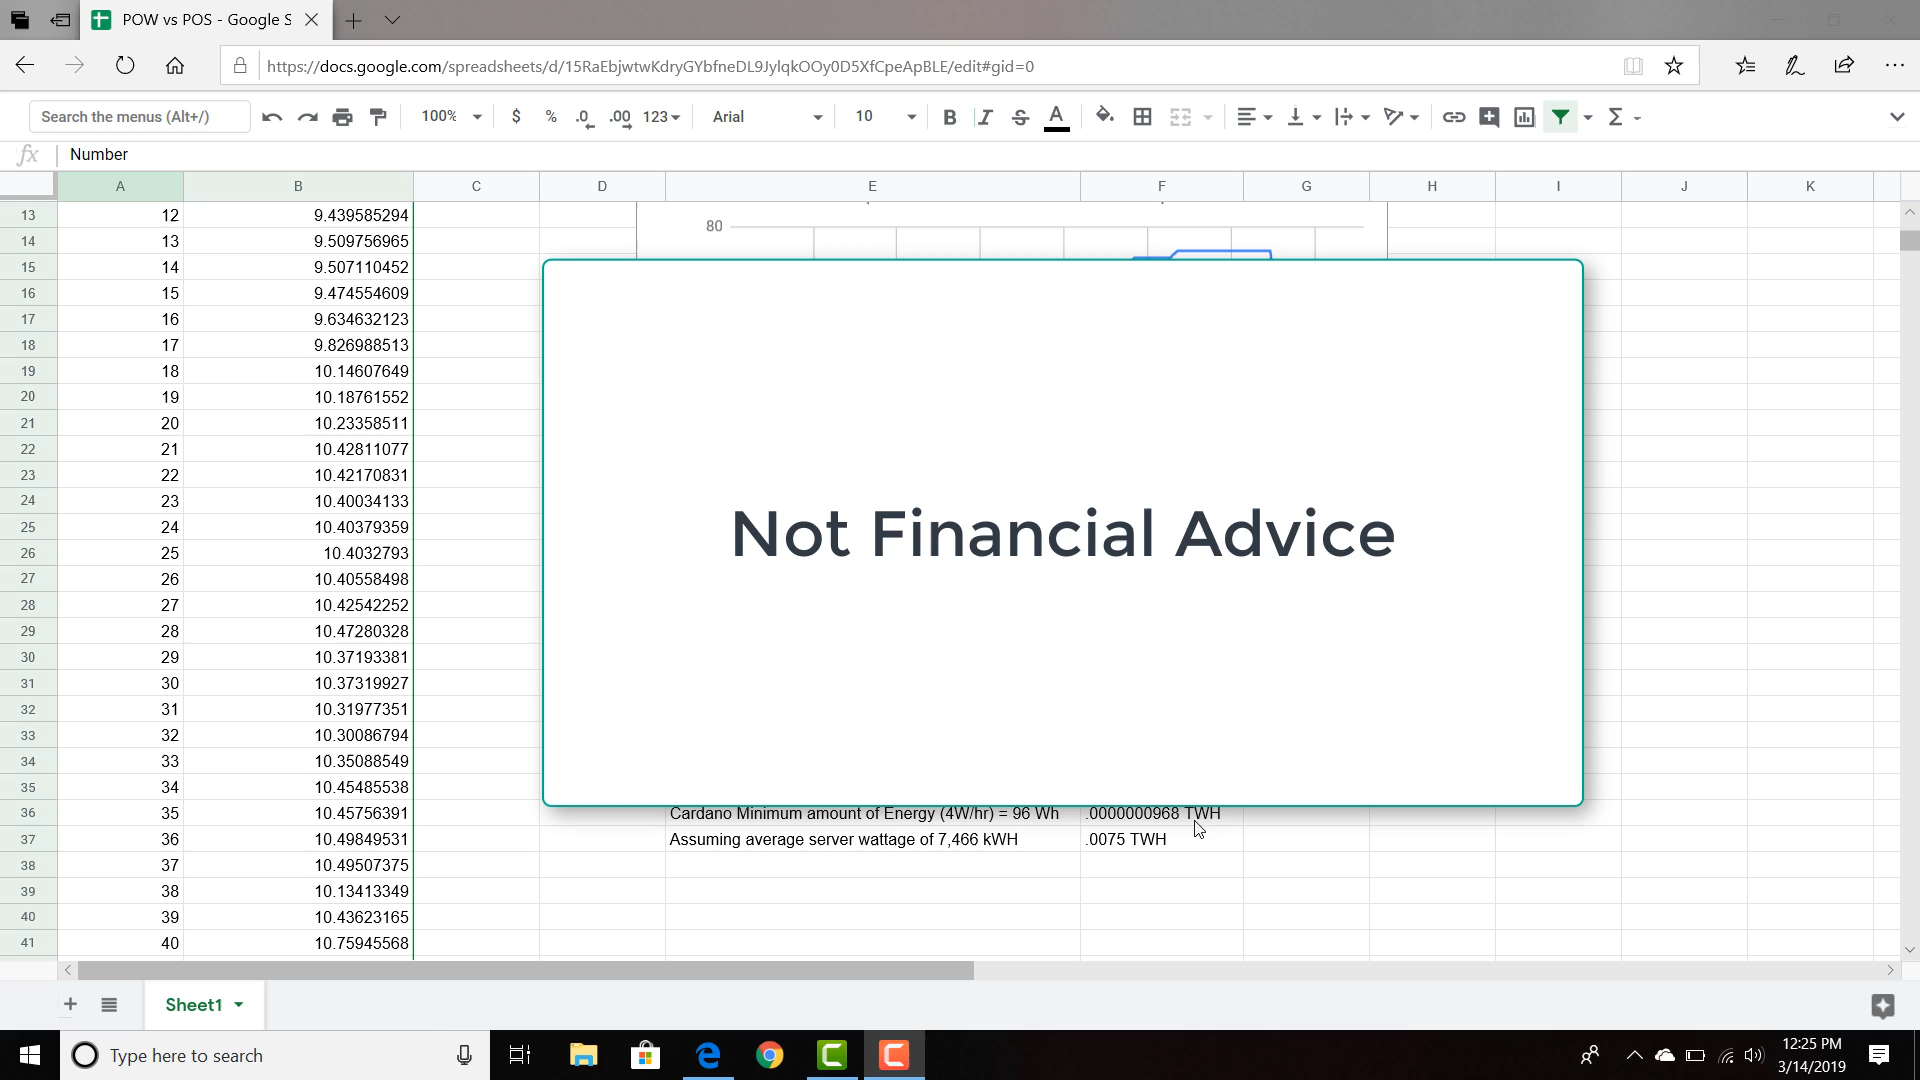 POW vs POS - Google S
https://docs.google.com/spreadsheets/d/15RaEbjwtwKdryGYbfneDL9JylqkOOy0D5XfCpeApBLE/edit#gid=0
Search the menus (Alt+/) 100% $ % .0 .00 123 Arial 10 B I S A Σ
fx Number
A B C D E F G H I J K
13 12 9.439585294 80
14 13 9.509756965
15 14 9.507110452
16 15 9.474554609
17 16 9.634632123
18 17 9.826988513
19 18 10.14607649
20 19 10.18761552
21 20 10.23358511
22 21 10.42811077
23 22 10.42170831
24 23 10.40034133
25 24 10.40379359
26 25 10.4032793
27 26 10.40558498
28 27 10.42542252
29 28 10.47280328
30 29 10.37193381
31 30 10.37319927
32 31 10.31977351
33 32 10.30086794
34 33 10.35088549
35 34 10.45485538
Not Financial Advice
36 35 10.45756391 Cardano Minimum amount of Energy (4W/hr) = 96 Wh .0000000968 TWH
37 36 10.49849531 Assuming average server wattage of 7,466 kWH .0075 TWH
38 37 10.49507375
39 38 10.13413349
40 39 10.43623165
41 40 10.75945568
Sheet1
Type here to search
12:25 PM
3/14/2019